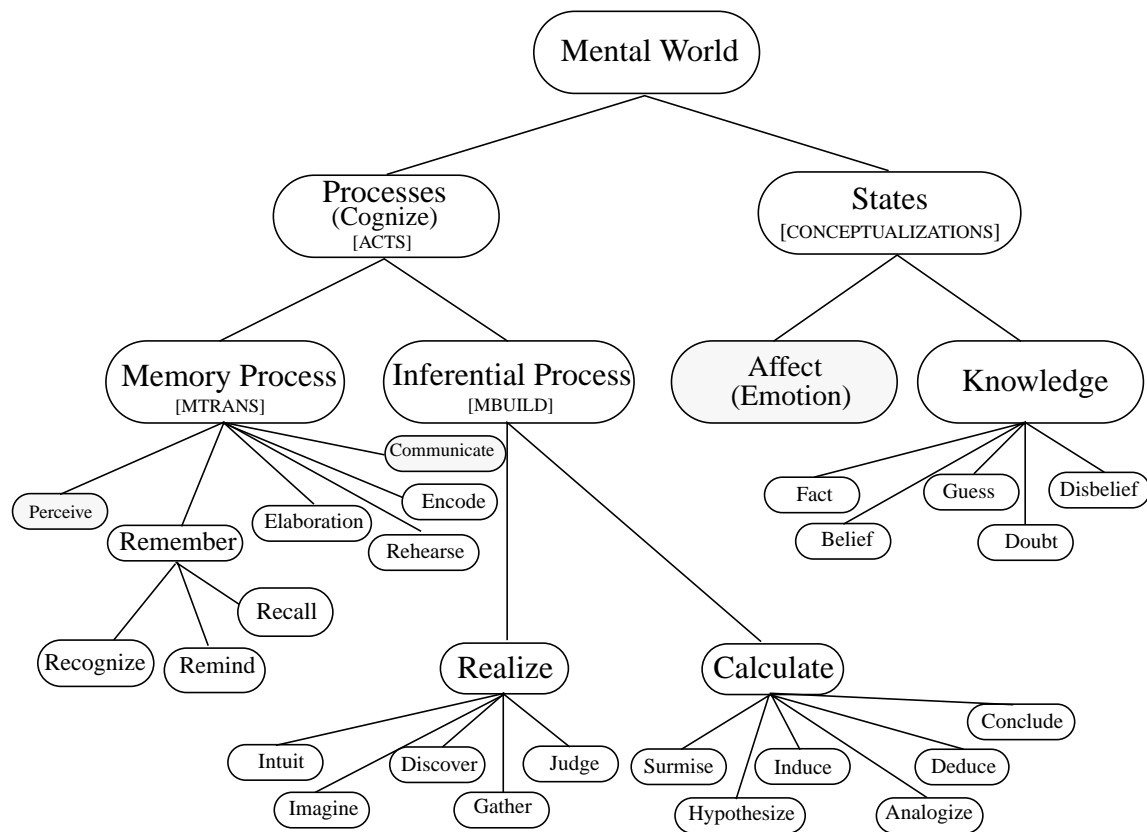 Mental World
Processes
(Cognize)
[ACTS]
States
[CONCEPTUALIZATIONS]
Memory Process
[MTRANS]
Inferential Process
[MBUILD]
Affect
(Emotion)
Knowledge
Communicate
Perceive
Encode
Elaboration
Remember
Rehearse
Fact
Guess
Disbelief
Belief
Doubt
Recall
Recognize
Remind
Realize
Calculate
Conclude
Intuit
Discover
Judge
Surmise
Induce
Deduce
Imagine
Gather
Hypothesize
Analogize